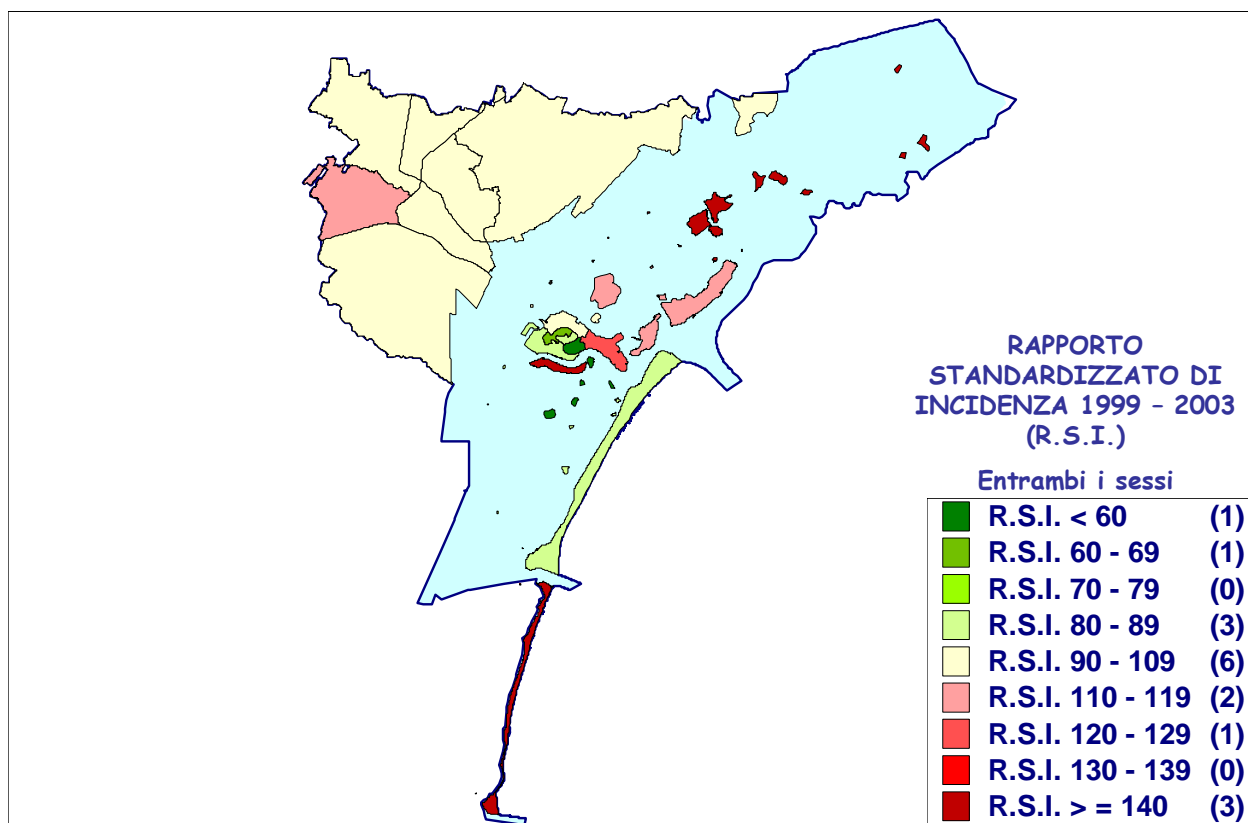 RAPPORTO
STANDARDIZZATO DI
INCIDENZA 1999 – 2003
(R.S.I.)
Entrambi i sessi
R.S.I. < 60 (1)
R.S.I. 60 - 69 (1)
R.S.I. 70 - 79 (0)
R.S.I. 80 - 89 (3)
R.S.I. 90 - 109 (6)
R.S.I. 110 - 119 (2)
R.S.I. 120 - 129 (1)
R.S.I. 130 - 139 (0)
R.S.I. > = 140 (3)